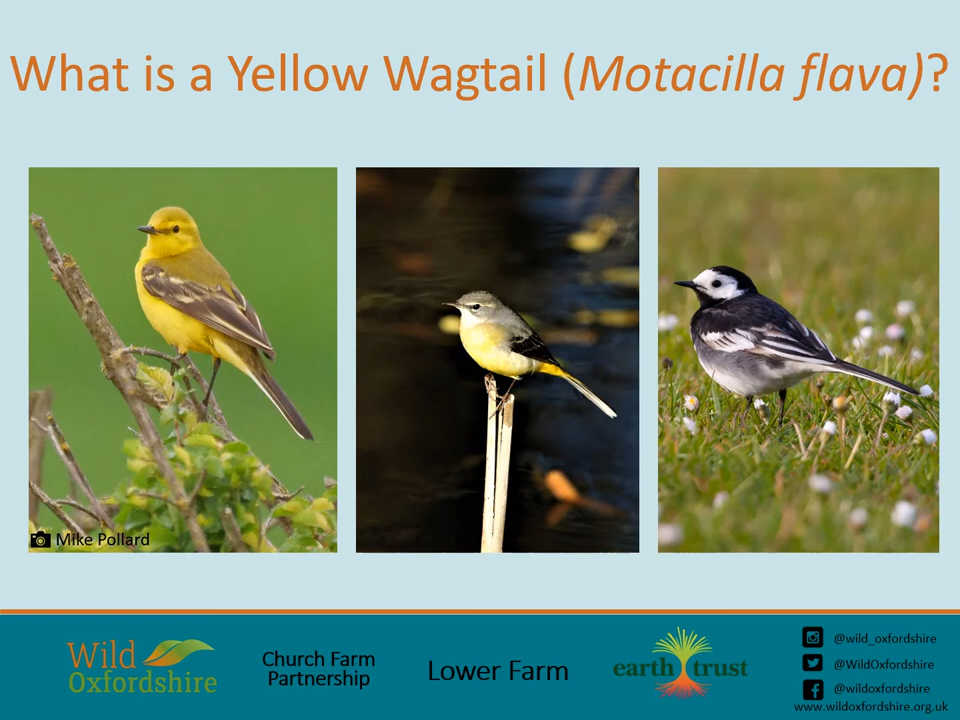 What is a Yellow Wagtail (Motacilla flava)?
Mike Pollard
Wild
Oxfordshire
Church Farm
Partnership
Lower Farm
earth trust
@wild_oxfordshire
@WildOxfordshire
@wildoxfordshire
www.wildoxfordshire.org.uk